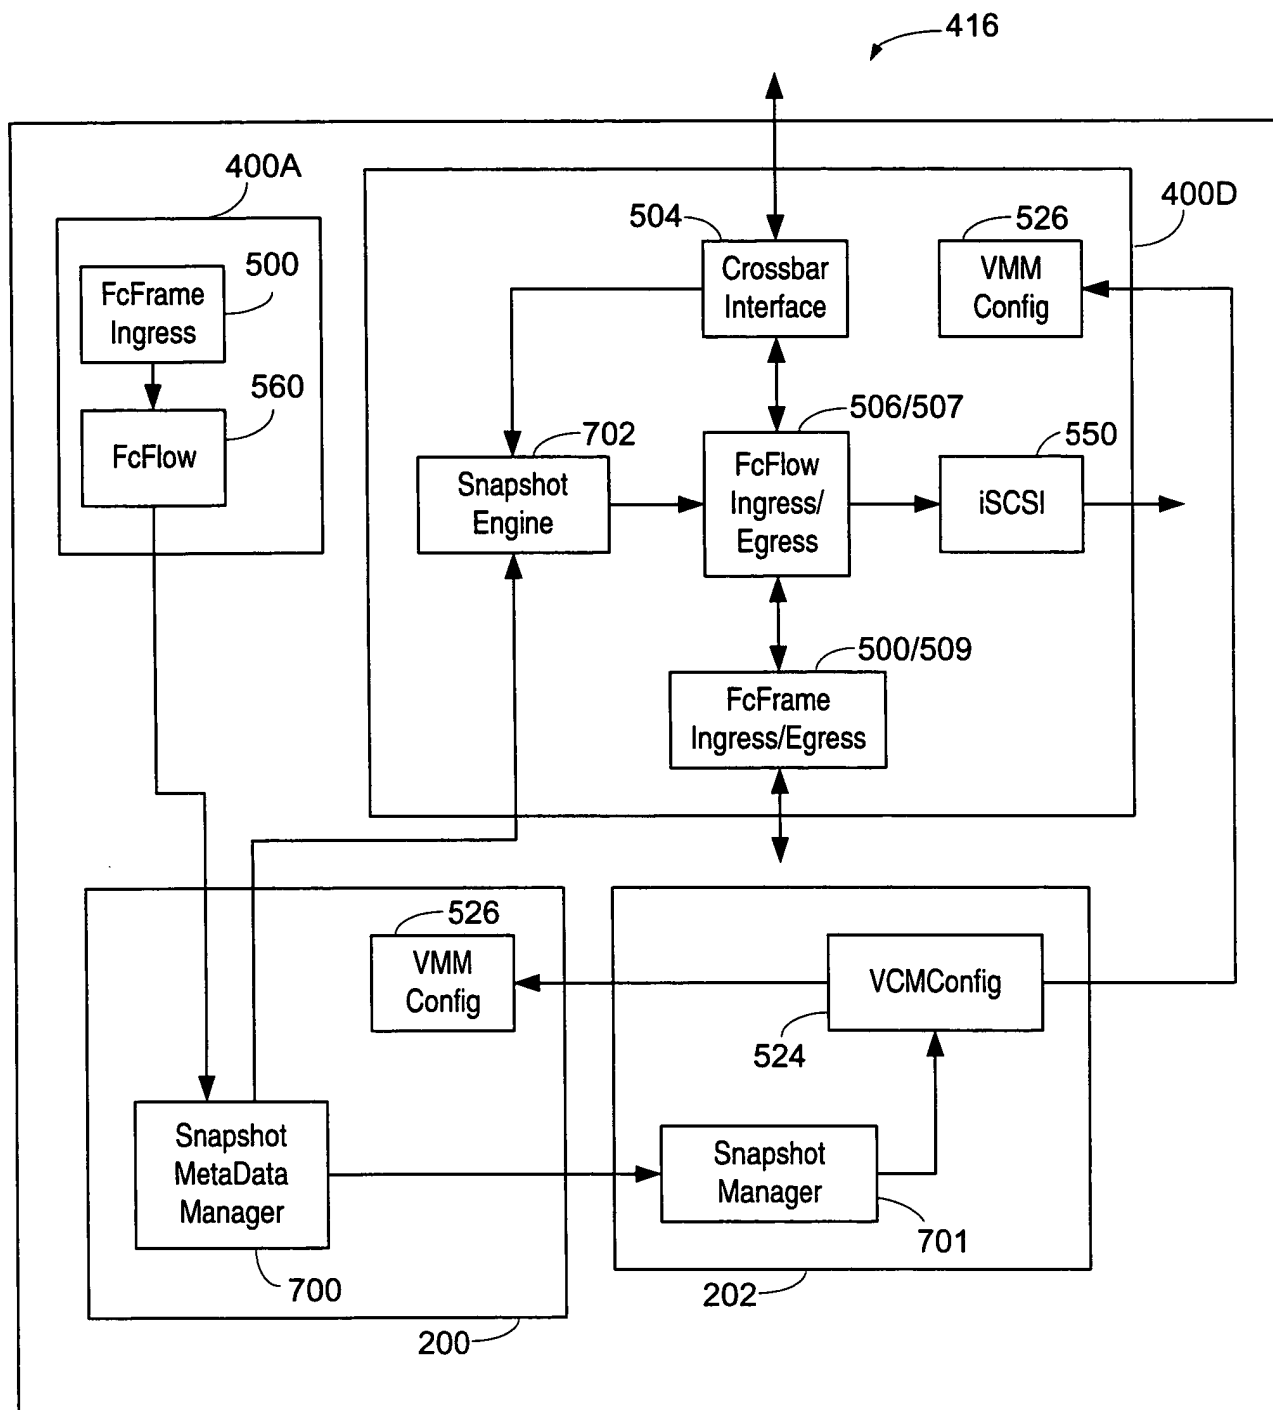 416
400A
500
FcFrame
Ingress
560
FcFlow
400D
504
Crossbar
Interface
526
VMM
Config
506/507
FcFlow
Ingress/
Egress
702
Snapshot
Engine
550
iSCSI
500/509
FcFrame
Ingress/Egress
526
VMM
Config
VCMConfig
524
Snapshot
MetaData
Manager
700
Snapshot
Manager
701
202
200